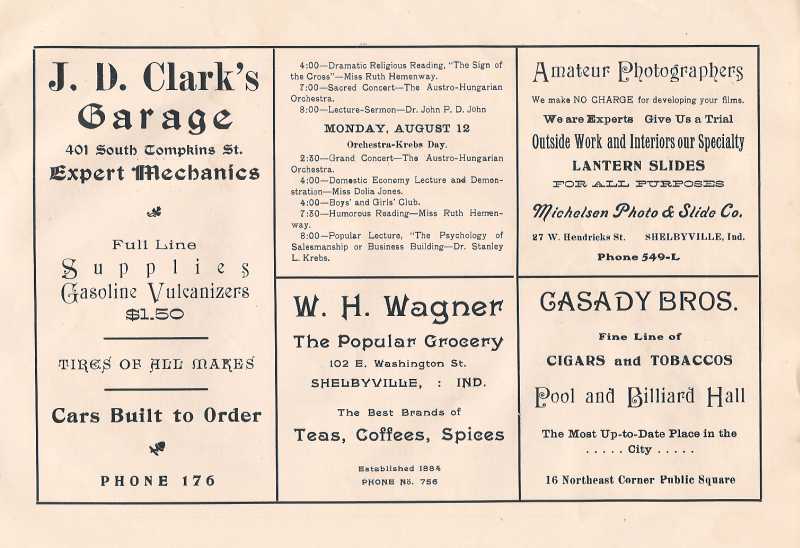 J. D. Clark's
Garage
401 South Tompkins St.
Expert Mechanics
Full Line
Supplies
Gasoline Vulcanizers
$1.50
TIRES OF ALL MAKES
Cars Built to Order
PHONE 176
4:00—Dramatic Religious Reading, "The Sign of
the Cross"—Miss Ruth Hemenway.
7:00—Sacred Concert—The Austro-Hungarian
Orchestra.
8:00—Lecture-Sermon—Dr. John P. D. John
MONDAY, AUGUST 12
Orchestra-Krebs Day.
2:30—Grand Concert—The Austro-Hungarian
Orchestra.
4:00—Domestic Economy Lecture and Demon-
stration—Miss Dolia Jones.
4:00—Boys' and Girls' Club.
7:30—Humorous Reading—Miss Ruth Hemen-
way.
8:00—Popular Lecture, "The Psychology of
Salesmanship or Business Building—Dr. Stanley
L. Krebs.
W. H. Wagner
The Popular Grocery
102 E. Washington St.
SHELBYVILLE, : IND.
The Best Brands of
Teas, Coffees, Spices
Established 1884
PHONE No. 756
Amateur Photographers
We make NO CHARGE for developing your films.
We are Experts Give Us a Trial
Outside Work and Interiors our Specialty
LANTERN SLIDES
FOR ALL PURPOSES
Michelsen Photo & Slide Co.
27 W. Hendricks St. SHELBYVILLE, Ind.
Phone 549-L
CASADY BROS.
Fine Line of
CIGARS and TOBACCOS
Pool and Billiard Hall
The Most Up-to-Date Place in the
. . . . . City . . . . .
16 Northeast Corner Public Square